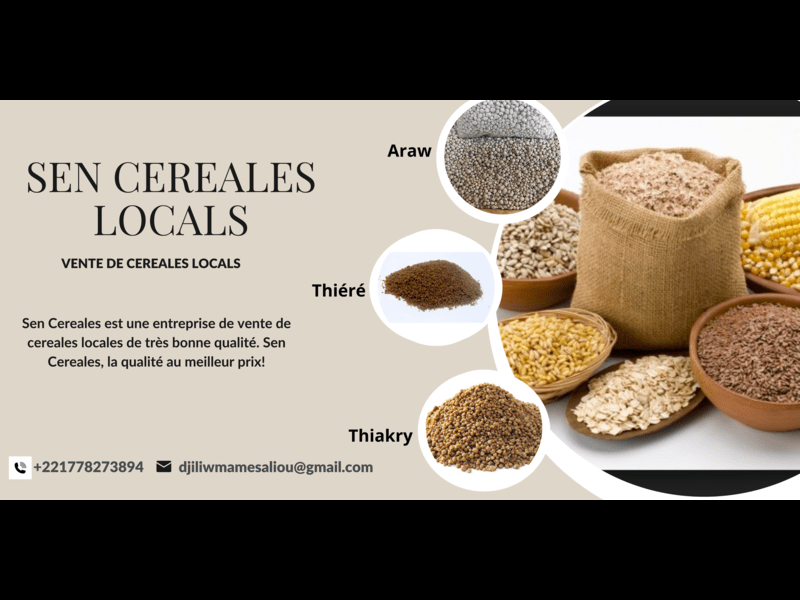 SEN CEREALES
LOCALS
VENTE DE CEREALES LOCALS
Sen Cereales est une entreprise de vente de
cereales locales de très bonne qualité. Sen
Cereales, la qualité au meilleur prix!
+221778273894 djiliwmamesaliou@gmail.com
Araw
Thiéré
Thiakry